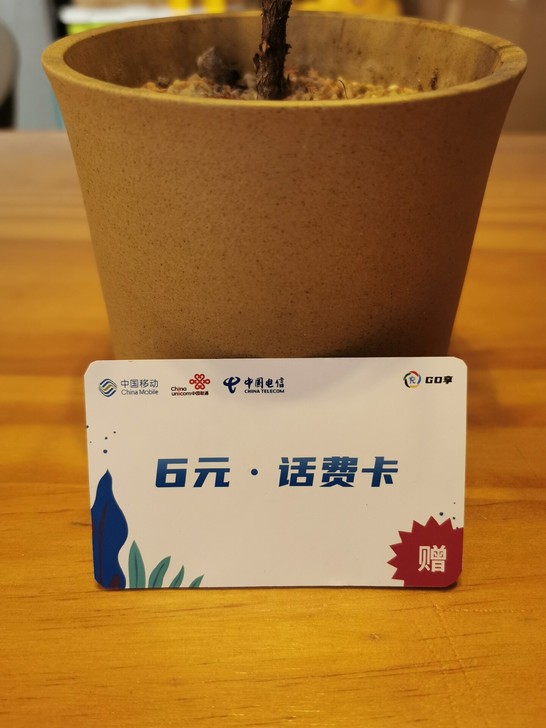 中国移动
China Mobile
China
unicom中国联通
中国电信
CHINA TELECOM
充
GO享
6元·话费卡
赠